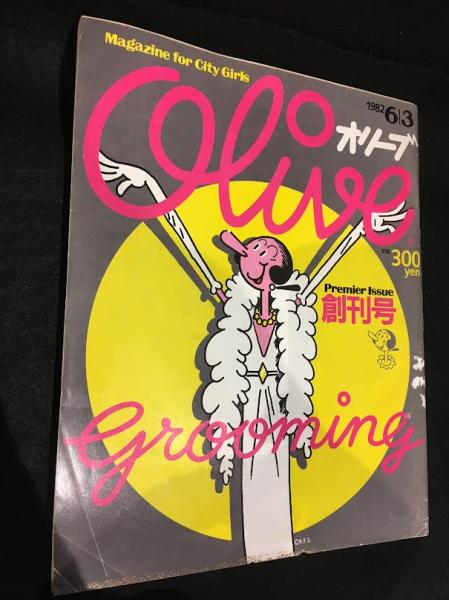 Magazine for City Girls
Olive
1982 6/3
オリーブ
300
yen
Premier Issue
創刊号
Grooming
©K.F.S.